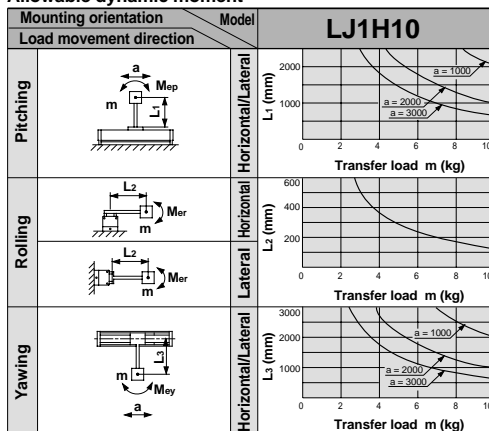 Allowable dynamic moment
Mounting orientation
Model
Load movement direction
LJ1H10
Pitching
a
Mep
m
L1
Horizontal/Lateral
L1 (mm)
2000
1000
a = 1000
a = 2000
a = 3000
0 2 4 6 8 10
Transfer load m (kg)
Rolling
L2
Mer
m
Horizontal
L2
Mer
m
Lateral
L2 (mm)
600
400
200
0 2 4 6 8 10
Transfer load m (kg)
Yawing
L3
m
Mey
a
Horizontal/Lateral
L3 (mm)
3000
2000
1000
a = 1000
a = 2000
a = 3000
0 2 4 6 8 10
Transfer load m (kg)